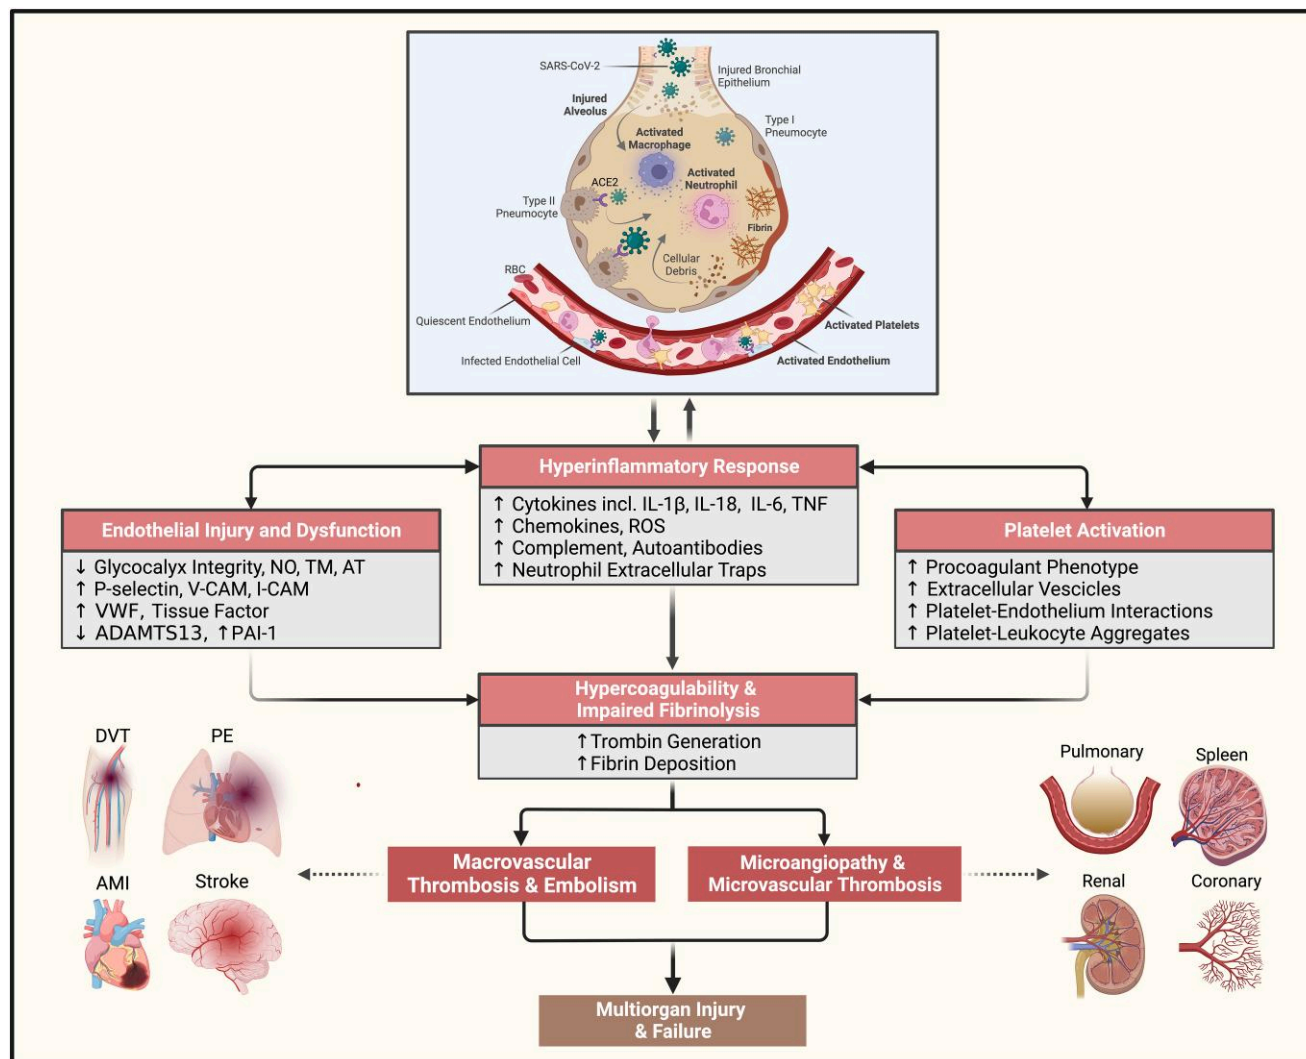 SARS-CoV-2
Injured Bronchial
Epithelium
Injured
Alveolus
Type I
Pneumocyte
Activated
Macrophage
Activated
Neutrophil
ACE2
Type II
Pneumocyte
Fibrin
Cellular
Debris
RBC
Quiescent Endothelium
Activated Platelets
Infected Endothelial Cell
Activated Endothelium
Hyperinflammatory Response
↑ Cytokines incl. IL-1β, IL-18, IL-6, TNF
↑ Chemokines, ROS
↑ Complement, Autoantibodies
↑ Neutrophil Extracellular Traps
Endothelial Injury and Dysfunction
↓ Glycocalyx Integrity, NO, TM, AT
↑ P-selectin, V-CAM, I-CAM
↑ VWF, Tissue Factor
↓ ADAMTS13, ↑PAI-1
Platelet Activation
↑ Procoagulant Phenotype
↑ Extracellular Vescicles
↑ Platelet-Endothelium Interactions
↑ Platelet-Leukocyte Aggregates
Hypercoagulability &
Impaired Fibrinolysis
↑Trombin Generation
↑Fibrin Deposition
DVT
PE
AMI
Stroke
Macrovascular
Thrombosis & Embolism
Microangiopathy &
Microvascular Thrombosis
Pulmonary
Spleen
Renal
Coronary
Multiorgan Injury
& Failure